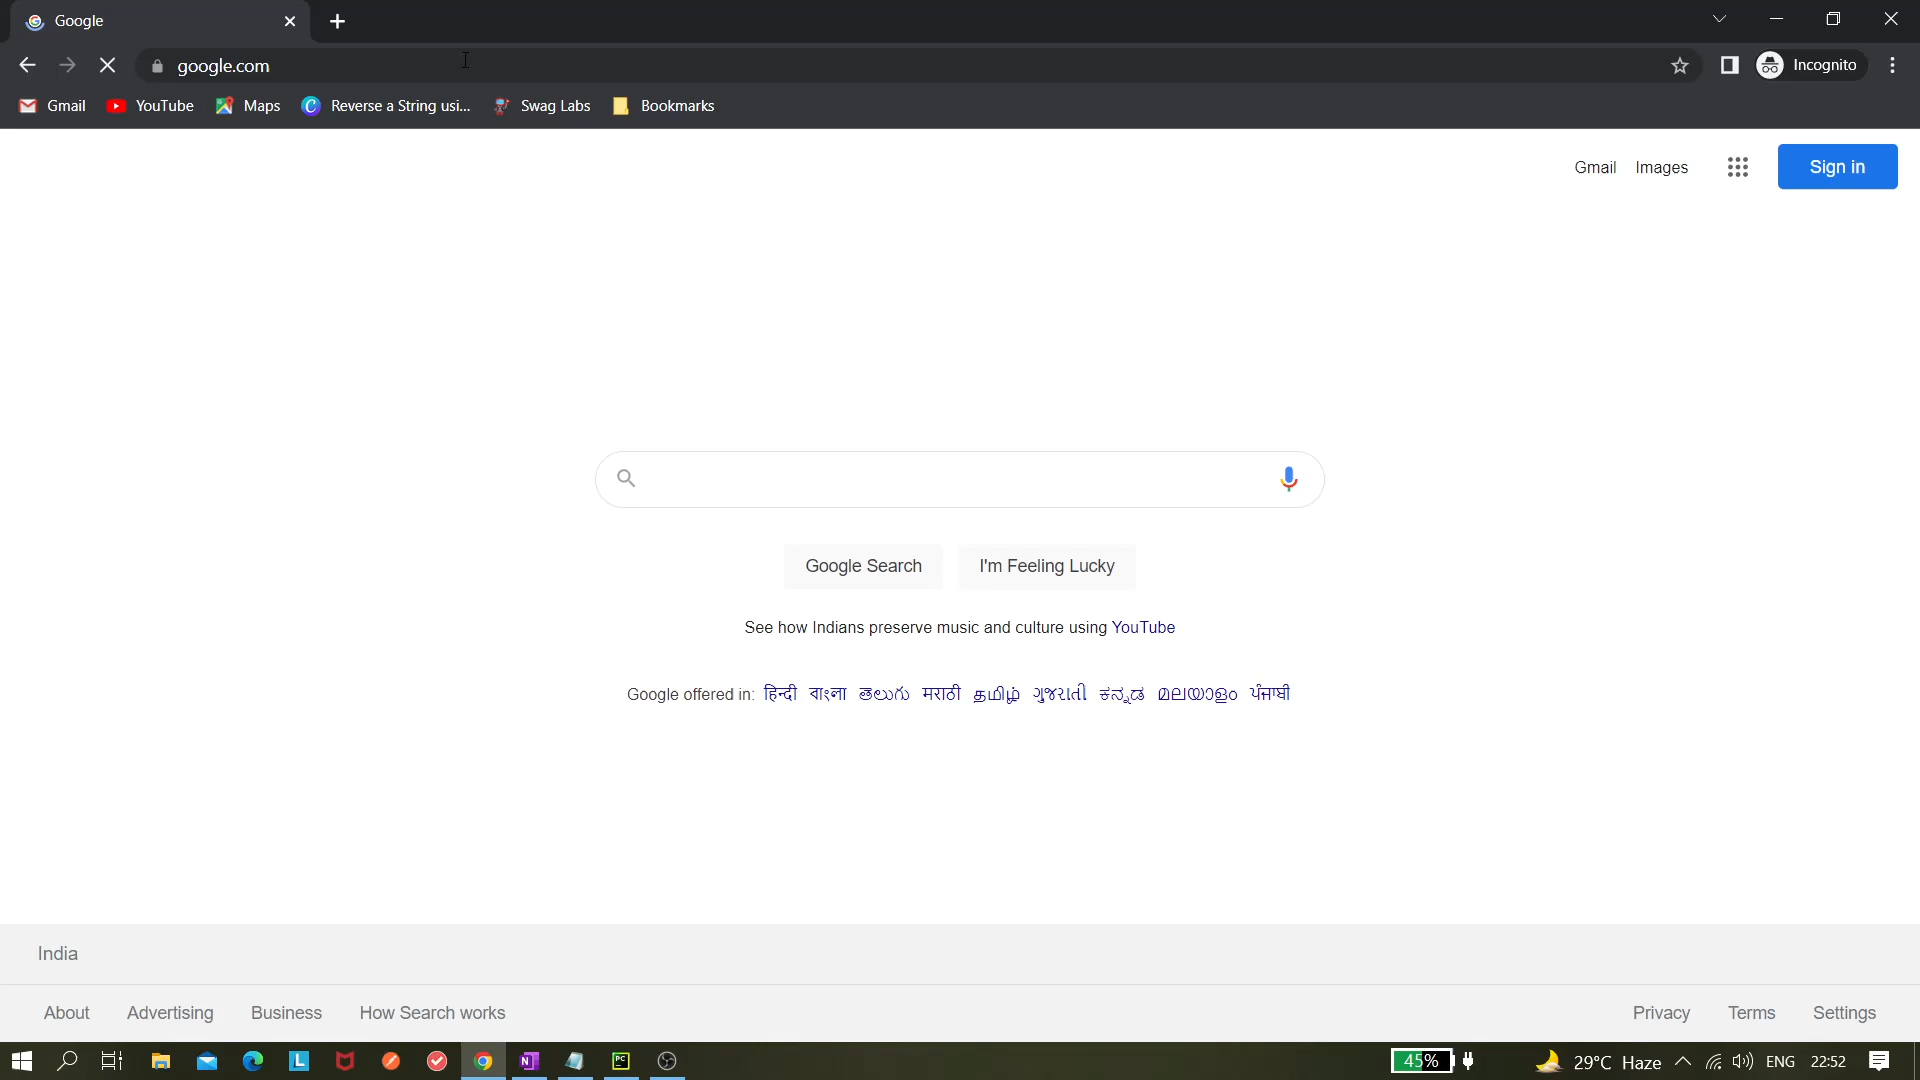 Google
google.com
Incognito
Gmail YouTube Maps Reverse a String usi... Swag Labs Bookmarks
Gmail Images Sign in
Google Search I'm Feeling Lucky
See how Indians preserve music and culture using YouTube
Google offered in: हिन्दी বাংলা తెలుగు मराठी தமிழ் ગુજરાતી ಕನ್ನಡ മലയാളം ਪੰਜਾਬੀ
India
About Advertising Business How Search works Privacy Terms Settings
45% 29°C Haze ENG 22:52